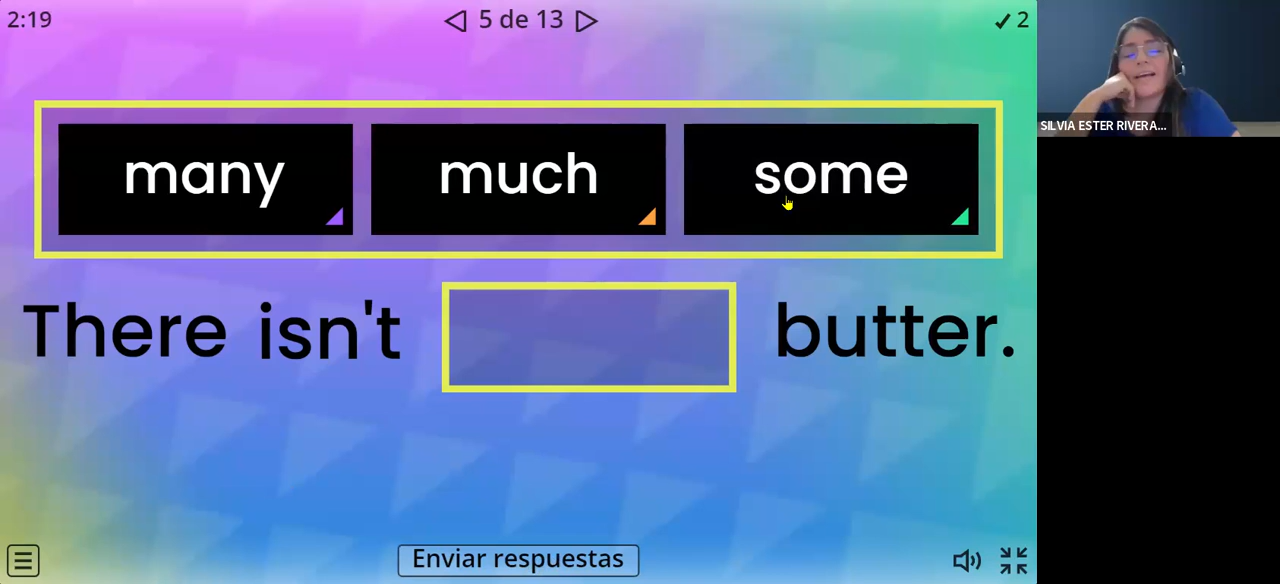 2:19
5 de 13
2
many
much
some
There isn't butter.
Enviar respuestas
SILVIA ESTER RIVERA...